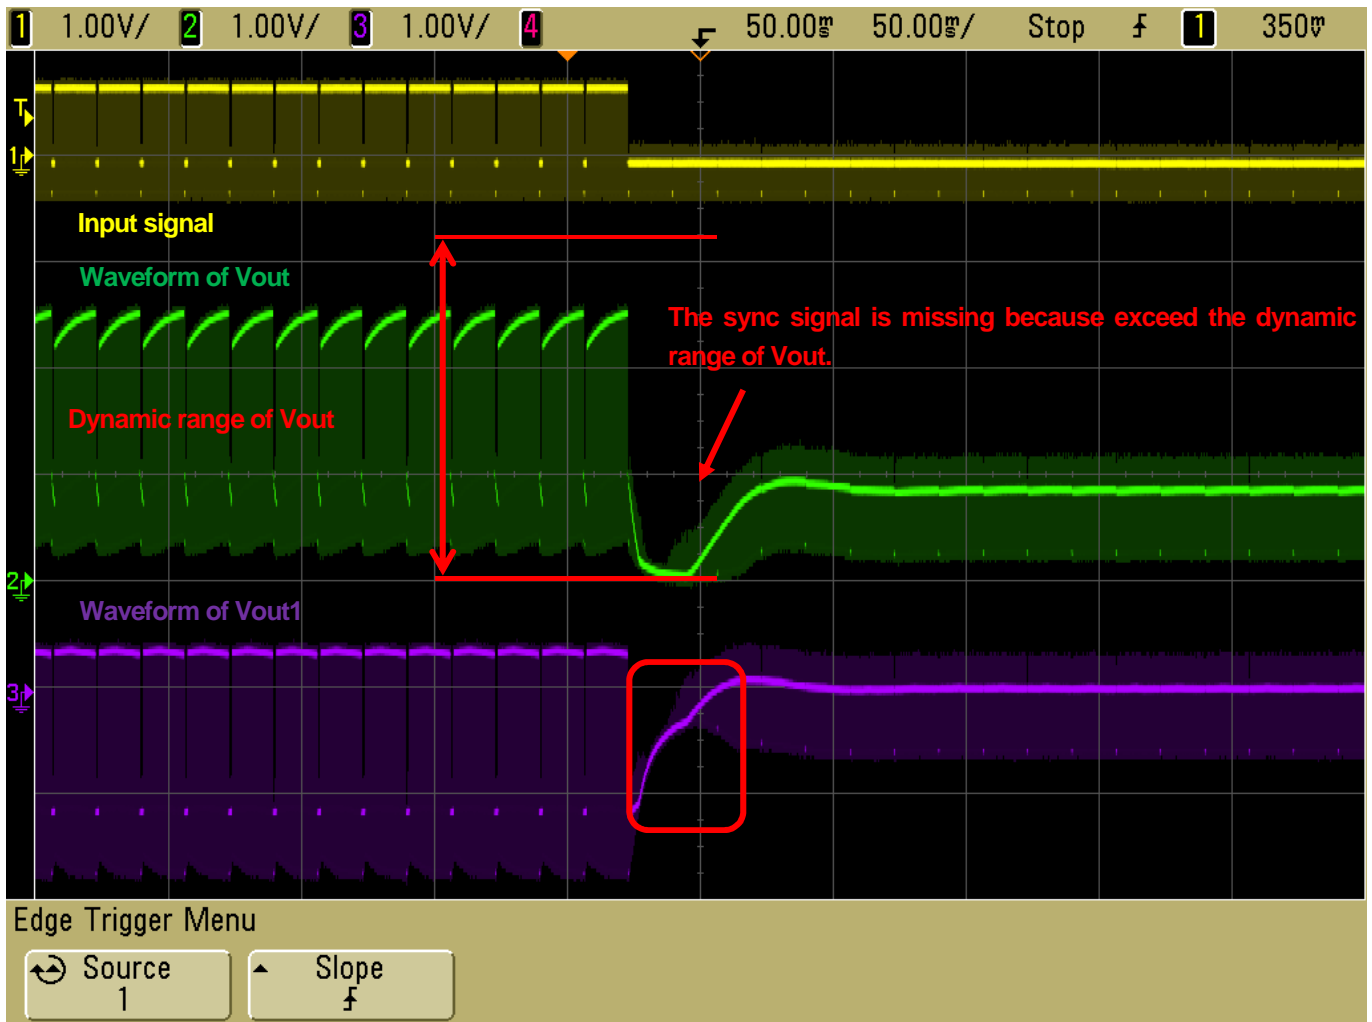 1 1.00V/ 2 1.00V/ 3 1.00V/ 4 50.00ms 50.00ms/ Stop 1 350mV
T
1
Input signal
Waveform of Vout
The sync signal is missing because exceed the dynamic
range of Vout.
Dynamic range of Vout
2
Waveform of Vout1
3
Edge Trigger Menu
Source
1
Slope